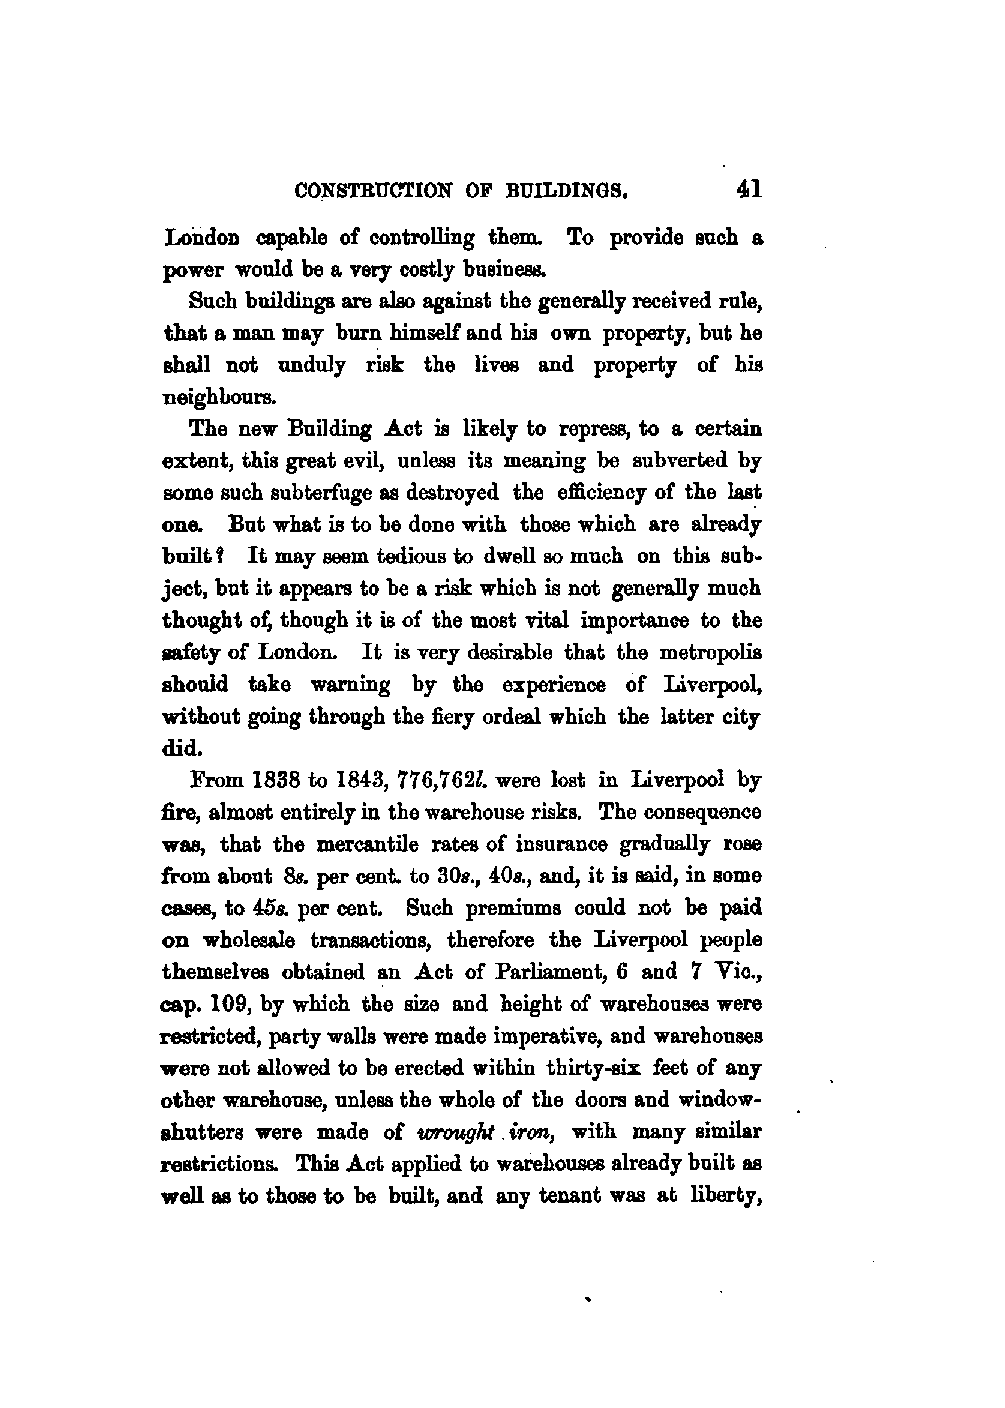 CONSTRUCTION OF BUILDINGS. 41
London capable of controlling them. To provide such a
power would be a very costly business.
Such buildings are also against the generally received rule,
that a man may burn himself and his own property, but he
shall not unduly risk the lives and property of his
neighbours.
The new Building Act is likely to repress, to a certain
extent, this great evil, unless its meaning be subverted by
some such subterfuge as destroyed the efficiency of the last
one. But what is to be done with those which are already
built? It may seem tedious to dwell so much on this sub-
ject, but it appears to be a risk which is not generally much
thought of, though it is of the most vital importance to the
safety of London. It is very desirable that the metropolis
should take warning by the experience of Liverpool,
without going through the fiery ordeal which the latter city
did.
From 1838 to 1843, 776,762l. were lost in Liverpool by
fire, almost entirely in the warehouse risks. The consequence
was, that the mercantile rates of insurance gradually rose
from about 8s. per cent. to 30s., 40s., and, it is said, in some
cases, to 45s. per cent. Such premiums could not be paid
on wholesale transactions, therefore the Liverpool people
themselves obtained an Act of Parliament, 6 and 7 Vic.,
cap. 109, by which the size and height of warehouses were
restricted, party walls were made imperative, and warehouses
were not allowed to be erected within thirty-six feet of any
other warehouse, unless the whole of the doors and window-
shutters were made of wrought iron, with many similar
restrictions. This Act applied to warehouses already built as
well as to those to be built, and any tenant was at liberty,